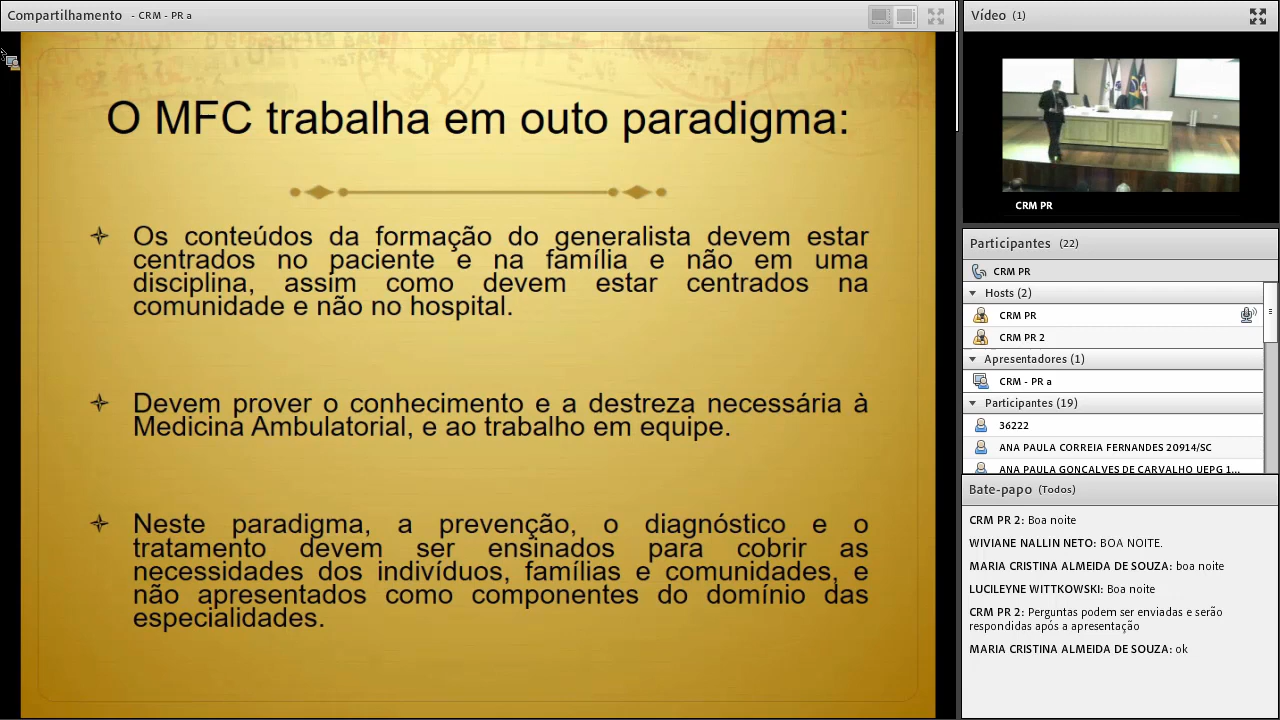 Compartilhamento - CRM - PR a
O MFC trabalha em outo paradigma:
Os conteúdos da formação do generalista devem estar
centrados no paciente e na família e não em uma
disciplina, assim como devem estar centrados na
comunidade e não no hospital.
Devem prover o conhecimento e a destreza necessária à
Medicina Ambulatorial, e ao trabalho em equipe.
Neste paradigma, a prevenção, o diagnóstico e o
tratamento devem ser ensinados para cobrir as
necessidades dos indivíduos, famílias e comunidades, e
não apresentados como componentes do domínio das
especialidades.
Vídeo (1)
CRM PR
Participantes (22)
CRM PR
Hosts (2)
CRM PR
CRM PR 2
Apresentadores (1)
CRM - PR a
Participantes (19)
36222
ANA PAULA CORREIA FERNANDES 20914/SC
ANA PAULA GONCALVES DE CARVALHO UEPG 1...
Bate-papo (Todos)
CRM PR 2: Boa noite
WIVIANE NALLIN NETO: BOA NOITE.
MARIA CRISTINA ALMEIDA DE SOUZA: boa noite
LUCILEYNE WITTKOWSKI: Boa noite
CRM PR 2: Perguntas podem ser enviadas e serão
respondidas após a apresentação
MARIA CRISTINA ALMEIDA DE SOUZA: ok